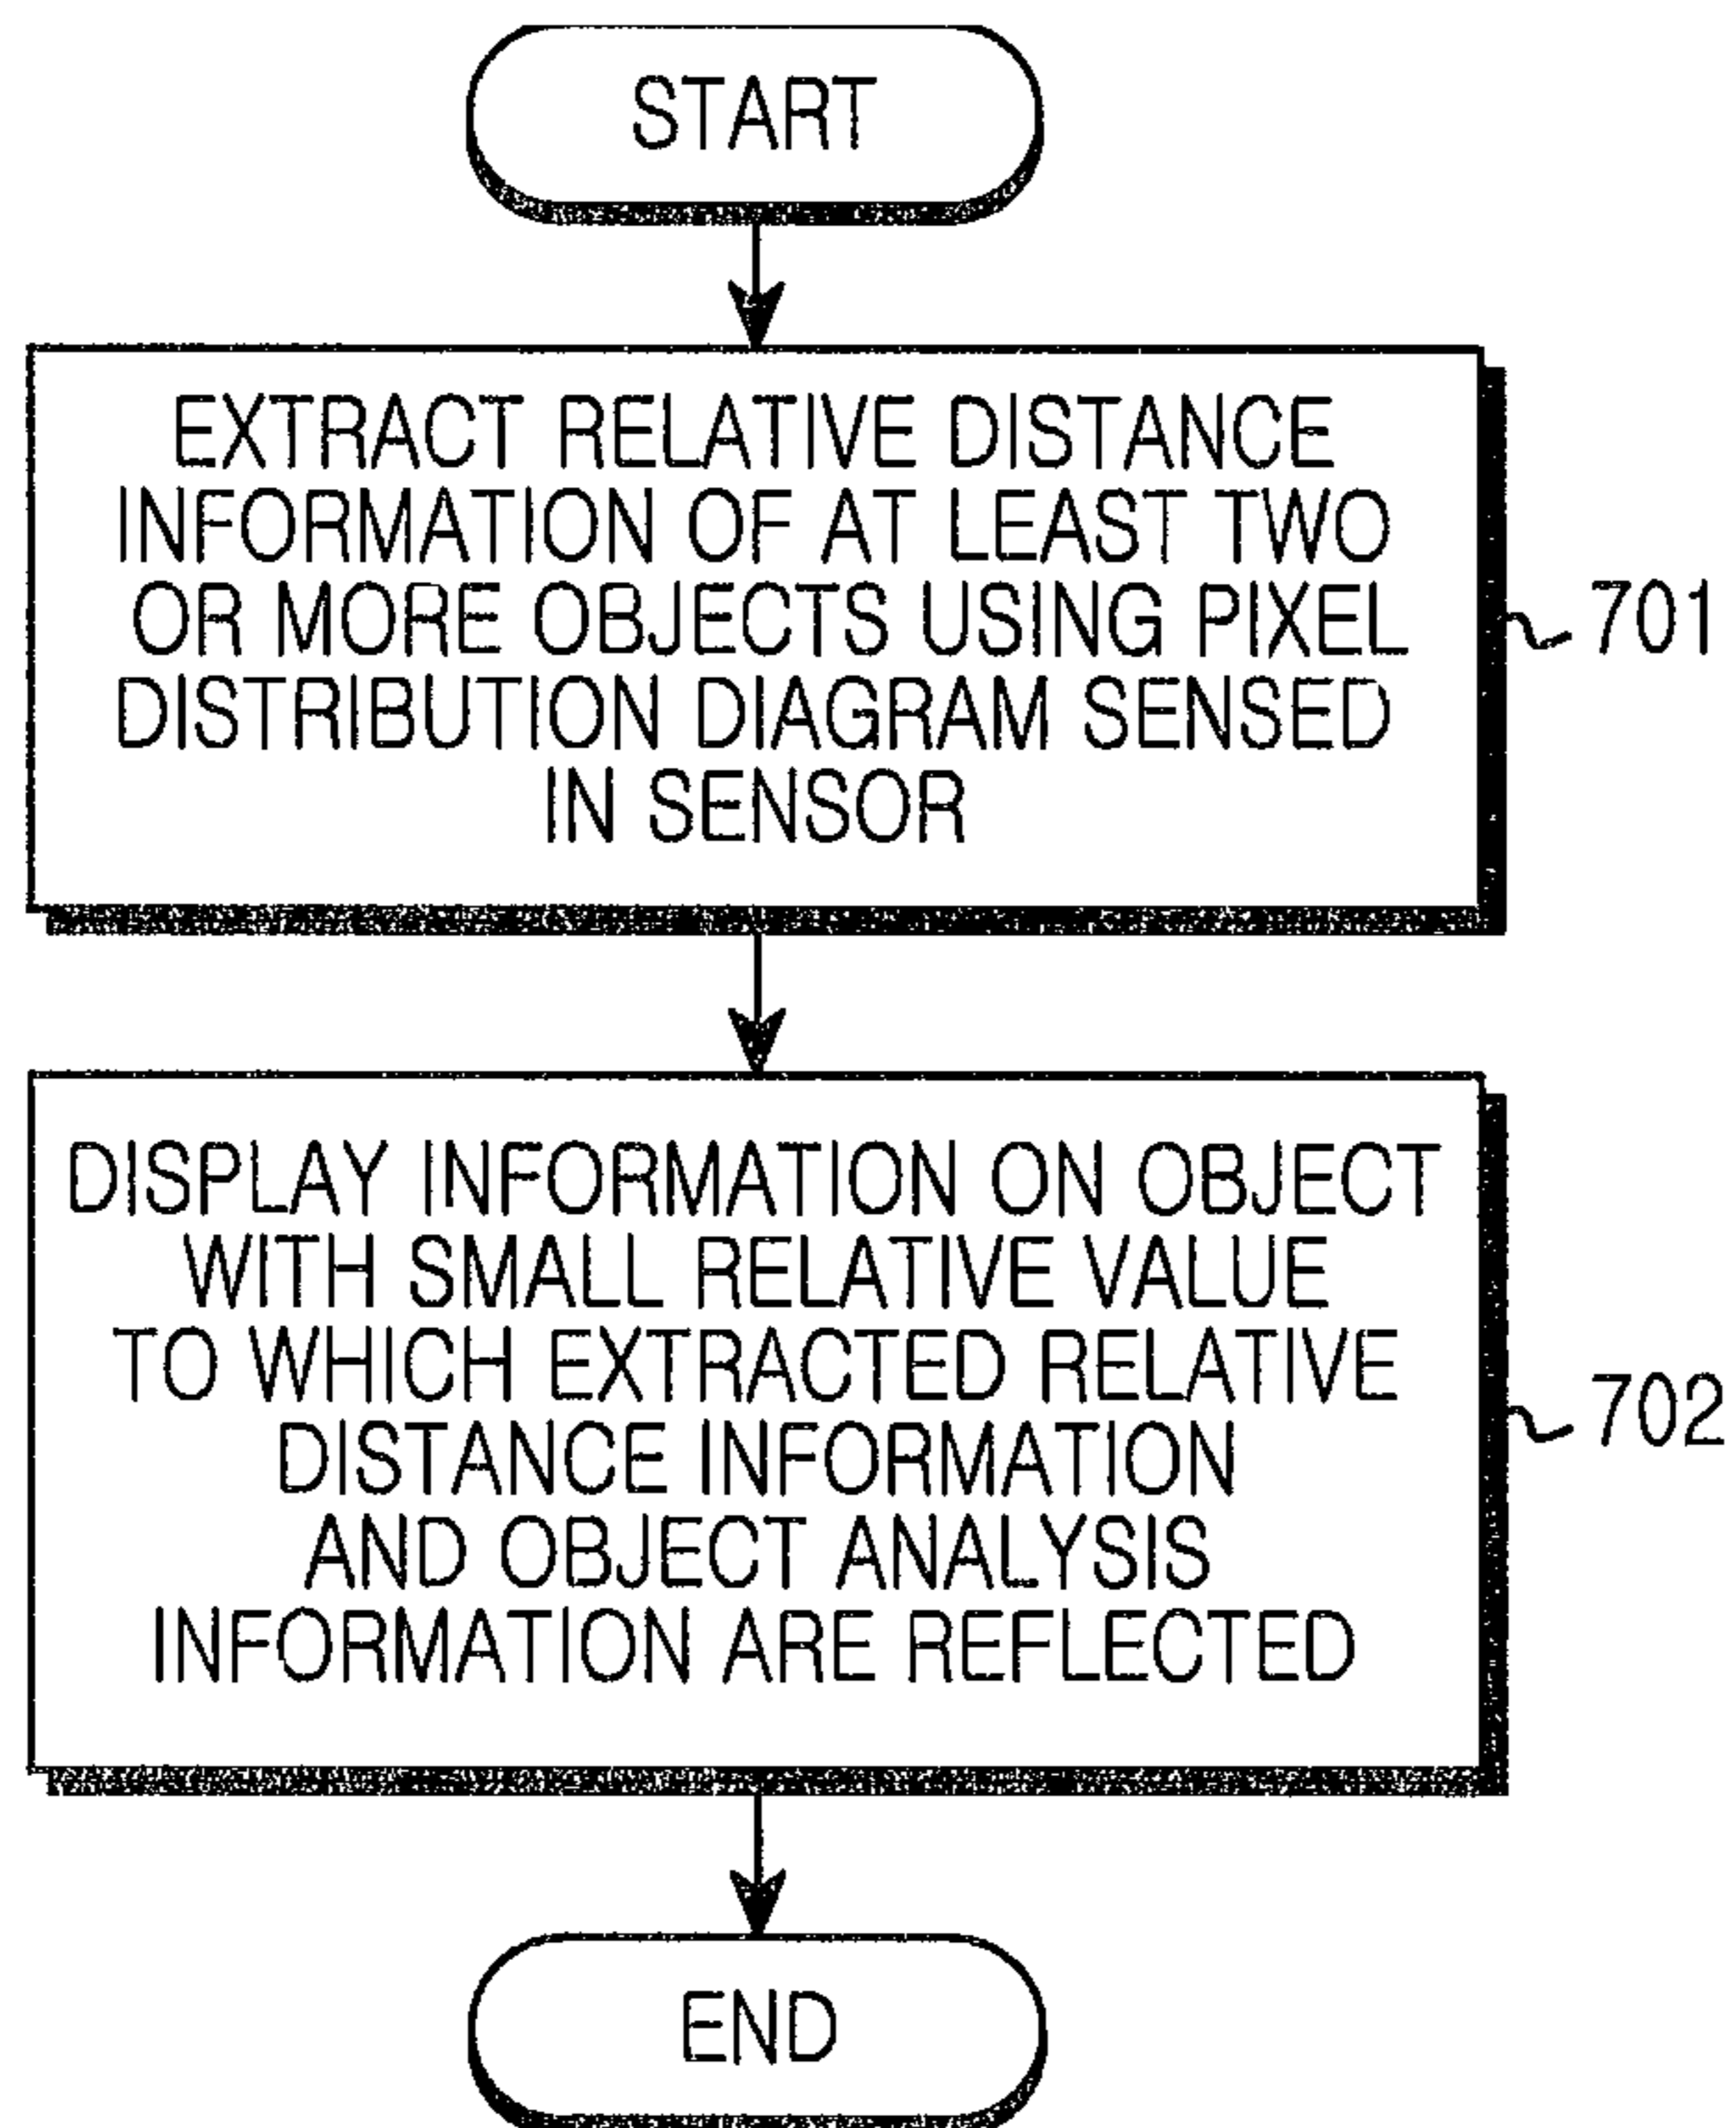 START
EXTRACT RELATIVE DISTANCE
INFORMATION OF AT LEAST TWO
OR MORE OBJECTS USING PIXEL
DISTRIBUTION DIAGRAM SENSED
IN SENSOR
701
DISPLAY INFORMATION ON OBJECT
WITH SMALL RELATIVE VALUE
TO WHICH EXTRACTED RELATIVE
DISTANCE INFORMATION
AND OBJECT ANALYSIS
INFORMATION ARE REFLECTED
702
END